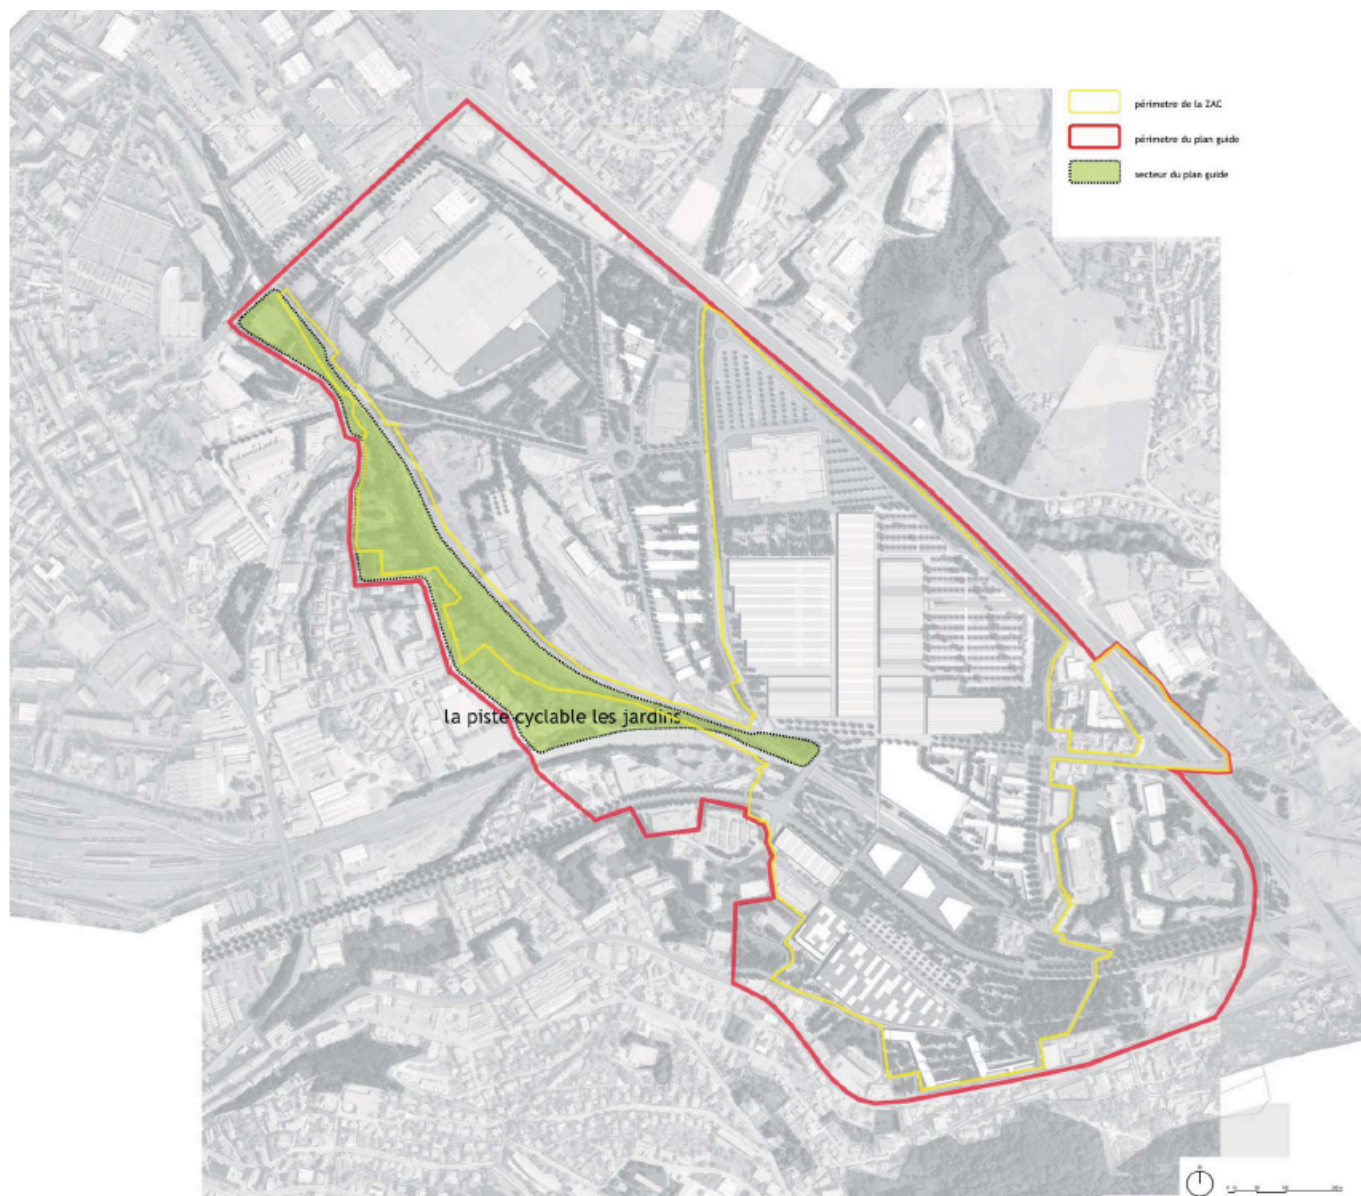 périmetre de la ZAC
périmetre du plan guide
secteur du plan guide
la piste cyclable les jardins